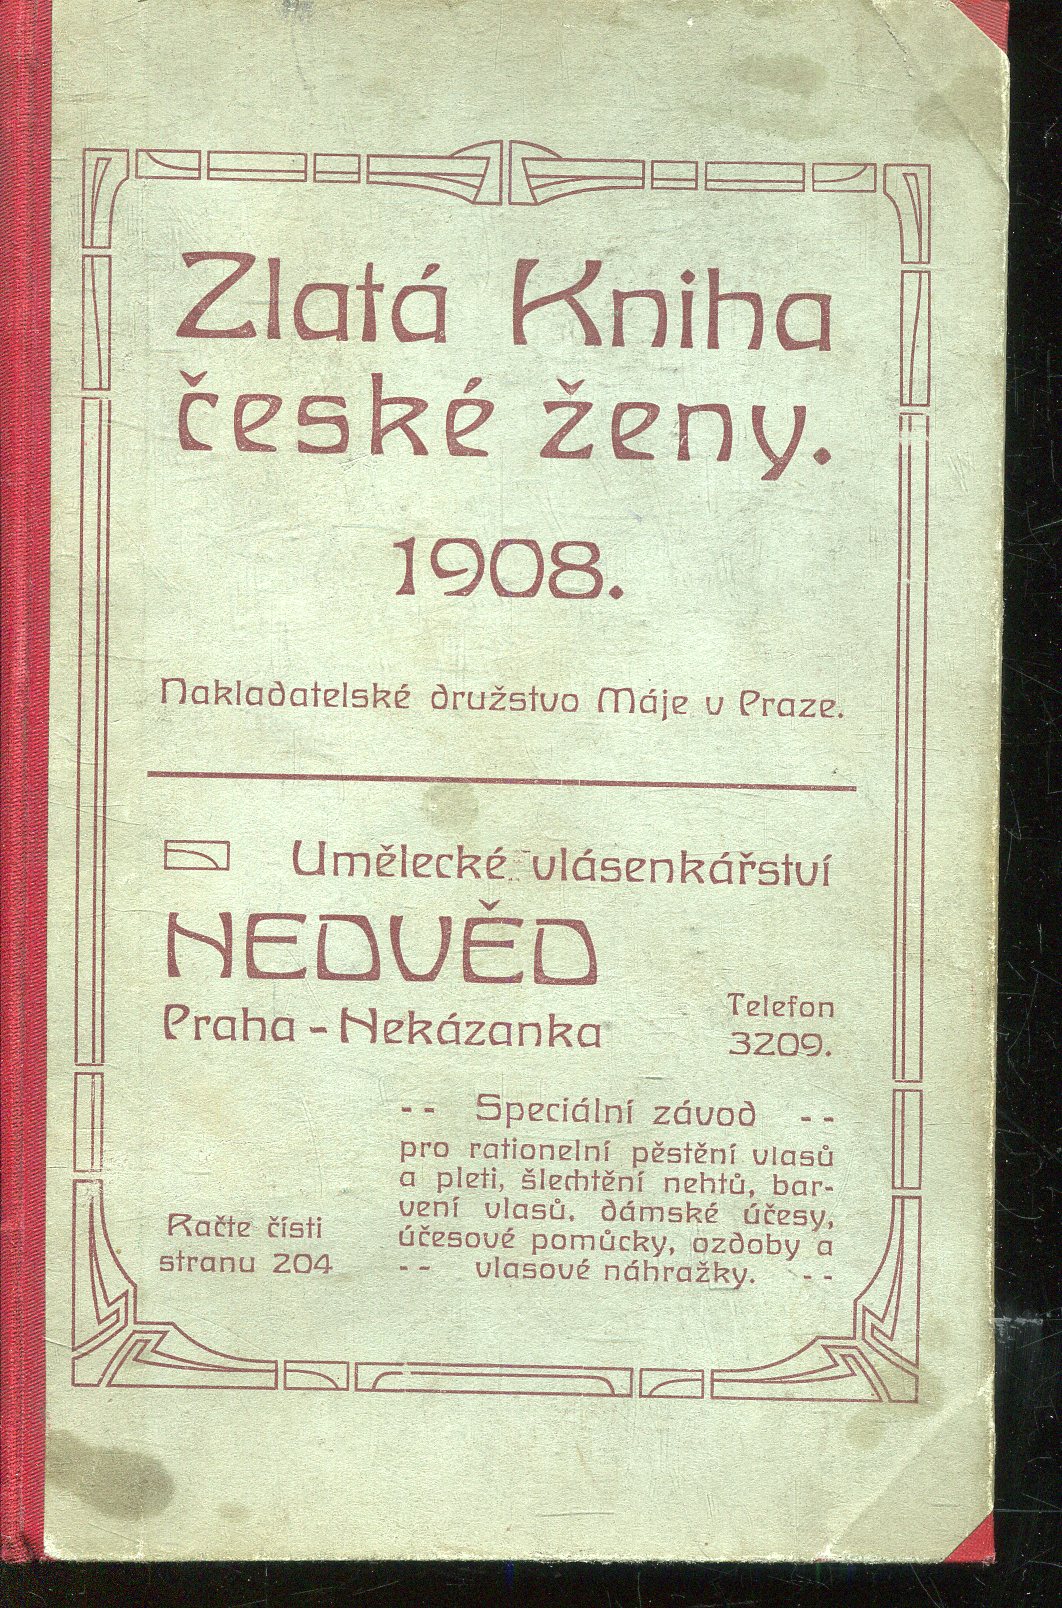 Zlatá Kniha
české ženy.
1908.
Nakladatelské družstvo Máje v Praze.
Umělecké vlásenkářství
NEDVĚD
Praha - Nekázanka
Telefon
3209.
-- Speciální závod --
pro rationelní pěstění vlasů
a pleti, šlechtění nehtů, bar-
vení vlasů, dámské účesy,
účesové pomůcky, ozdoby a
-- vlasové náhražky. --
Račte čísti
stranu 204